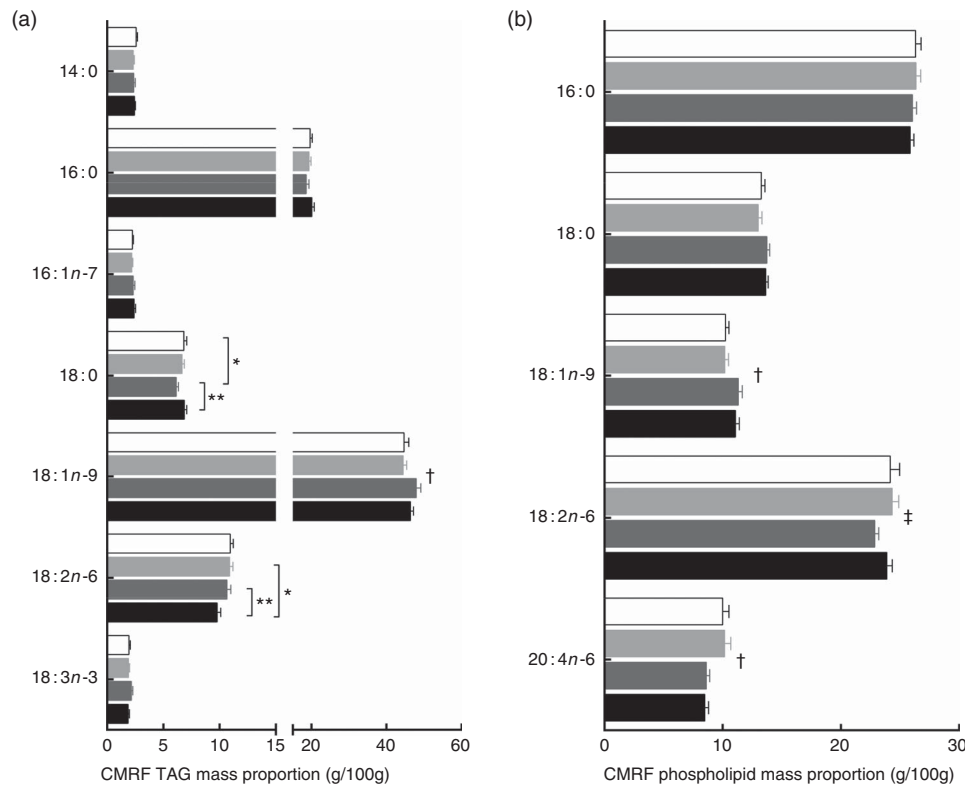 (a)
14:0
16:0
16:1n-7
18:0
*
**
18:1n-9
†
18:2n-6
**
*
18:3n-3
0 5 10 15 20 40 60
CMRF TAG mass proportion (g/100g)
(b)
16:0
18:0
18:1n-9
†
18:2n-6
‡
20:4n-6
†
0 10 20 30
CMRF phospholipid mass proportion (g/100g)